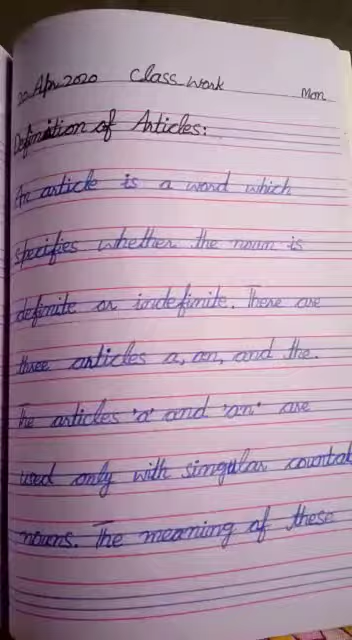 20 Apr 2020 Class work Mon
Definition of Articles:
An article is a word which
specifies whether the noun is
definite or indefinite. There are
three articles a, an, and the.
The articles 'a' and 'an' are
used only with singular countab
nouns. The meaning of these